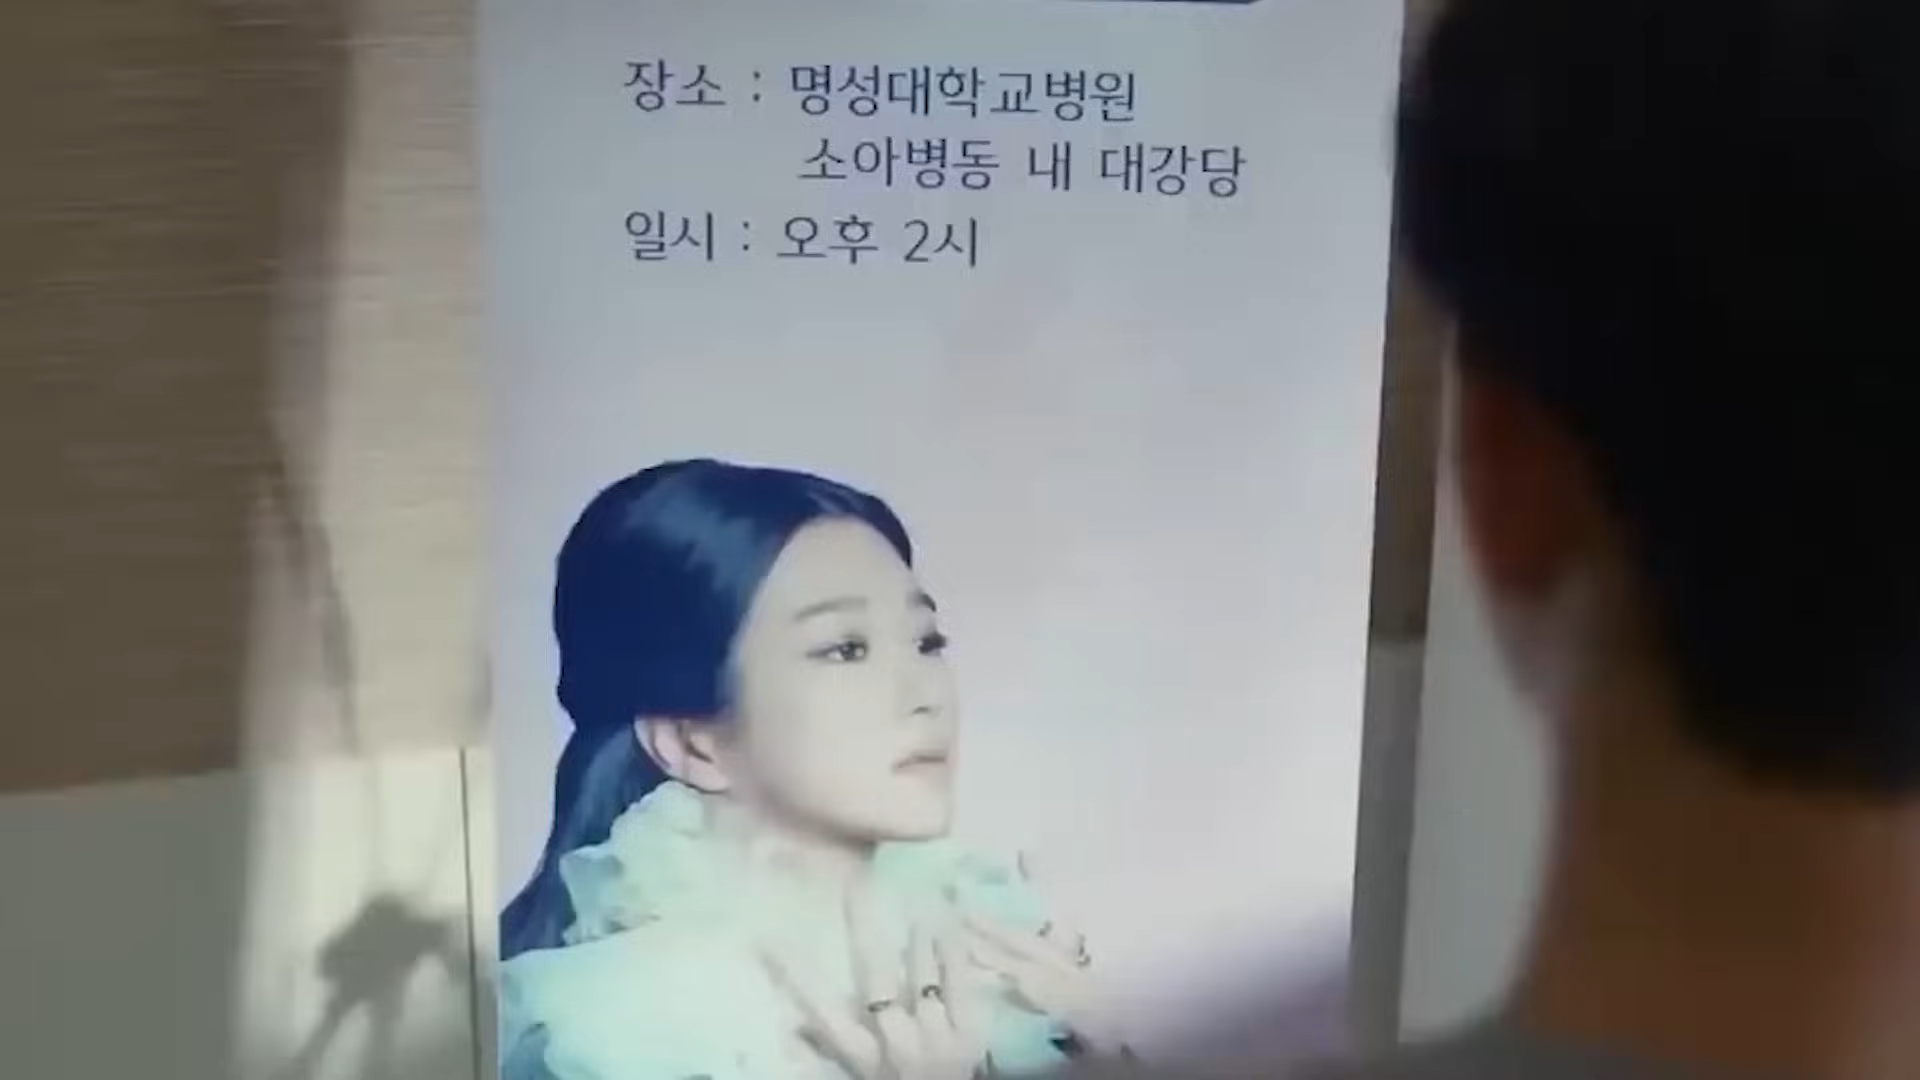 장소 : 명성대학교병원
소아병동 내 대강당
일시 : 오후 2시